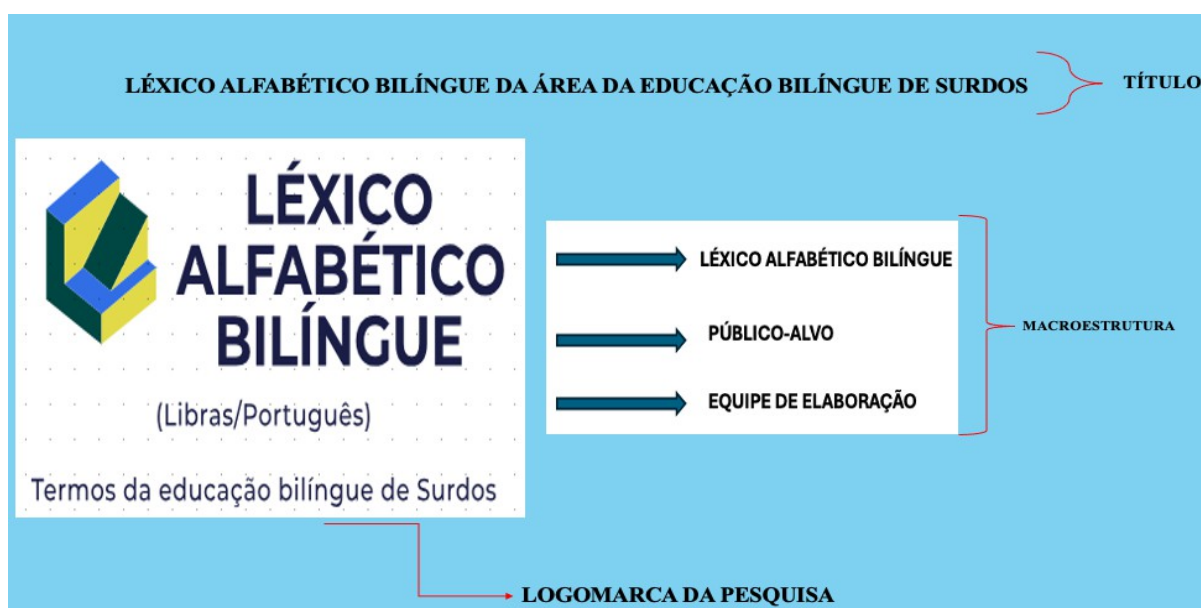 LÉXICO ALFABÉTICO BILÍNGUE DA ÁREA DA EDUCAÇÃO BILÍNGUE DE SURDOS
TÍTULO
LÉXICO
ALFABÉTICO
BILÍNGUE
(Libras/Português)
Termos da educação bilíngue de Surdos
LÉXICO ALFABÉTICO BILÍNGUE
PÚBLICO-ALVO
EQUIPE DE ELABORAÇÃO
MACROESTRUTURA
LOGOMARCA DA PESQUISA